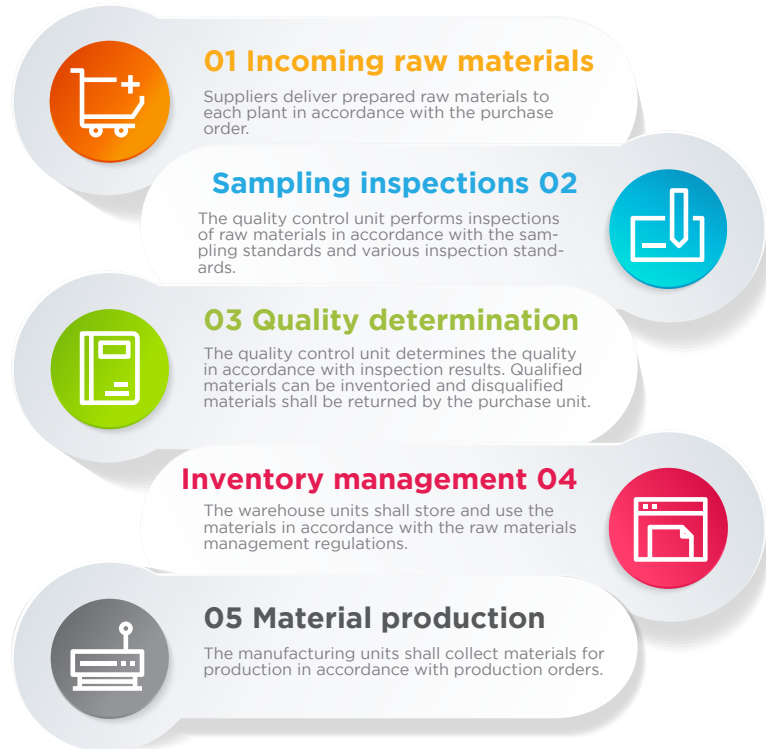 01 Incoming raw materials
Suppliers deliver prepared raw materials to
each plant in accordance with the purchase
order.
Sampling inspections 02
The quality control unit performs inspections
of raw materials in accordance with the sam-
pling standards and various inspection stand-
ards.
03 Quality determination
The quality control unit determines the quality
in accordance with inspection results. Qualified
materials can be inventoried and disqualified
materials shall be returned by the purchase unit.
Inventory management 04
The warehouse units shall store and use the
materials in accordance with the raw materials
management regulations.
05 Material production
The manufacturing units shall collect materials for
production in accordance with production orders.